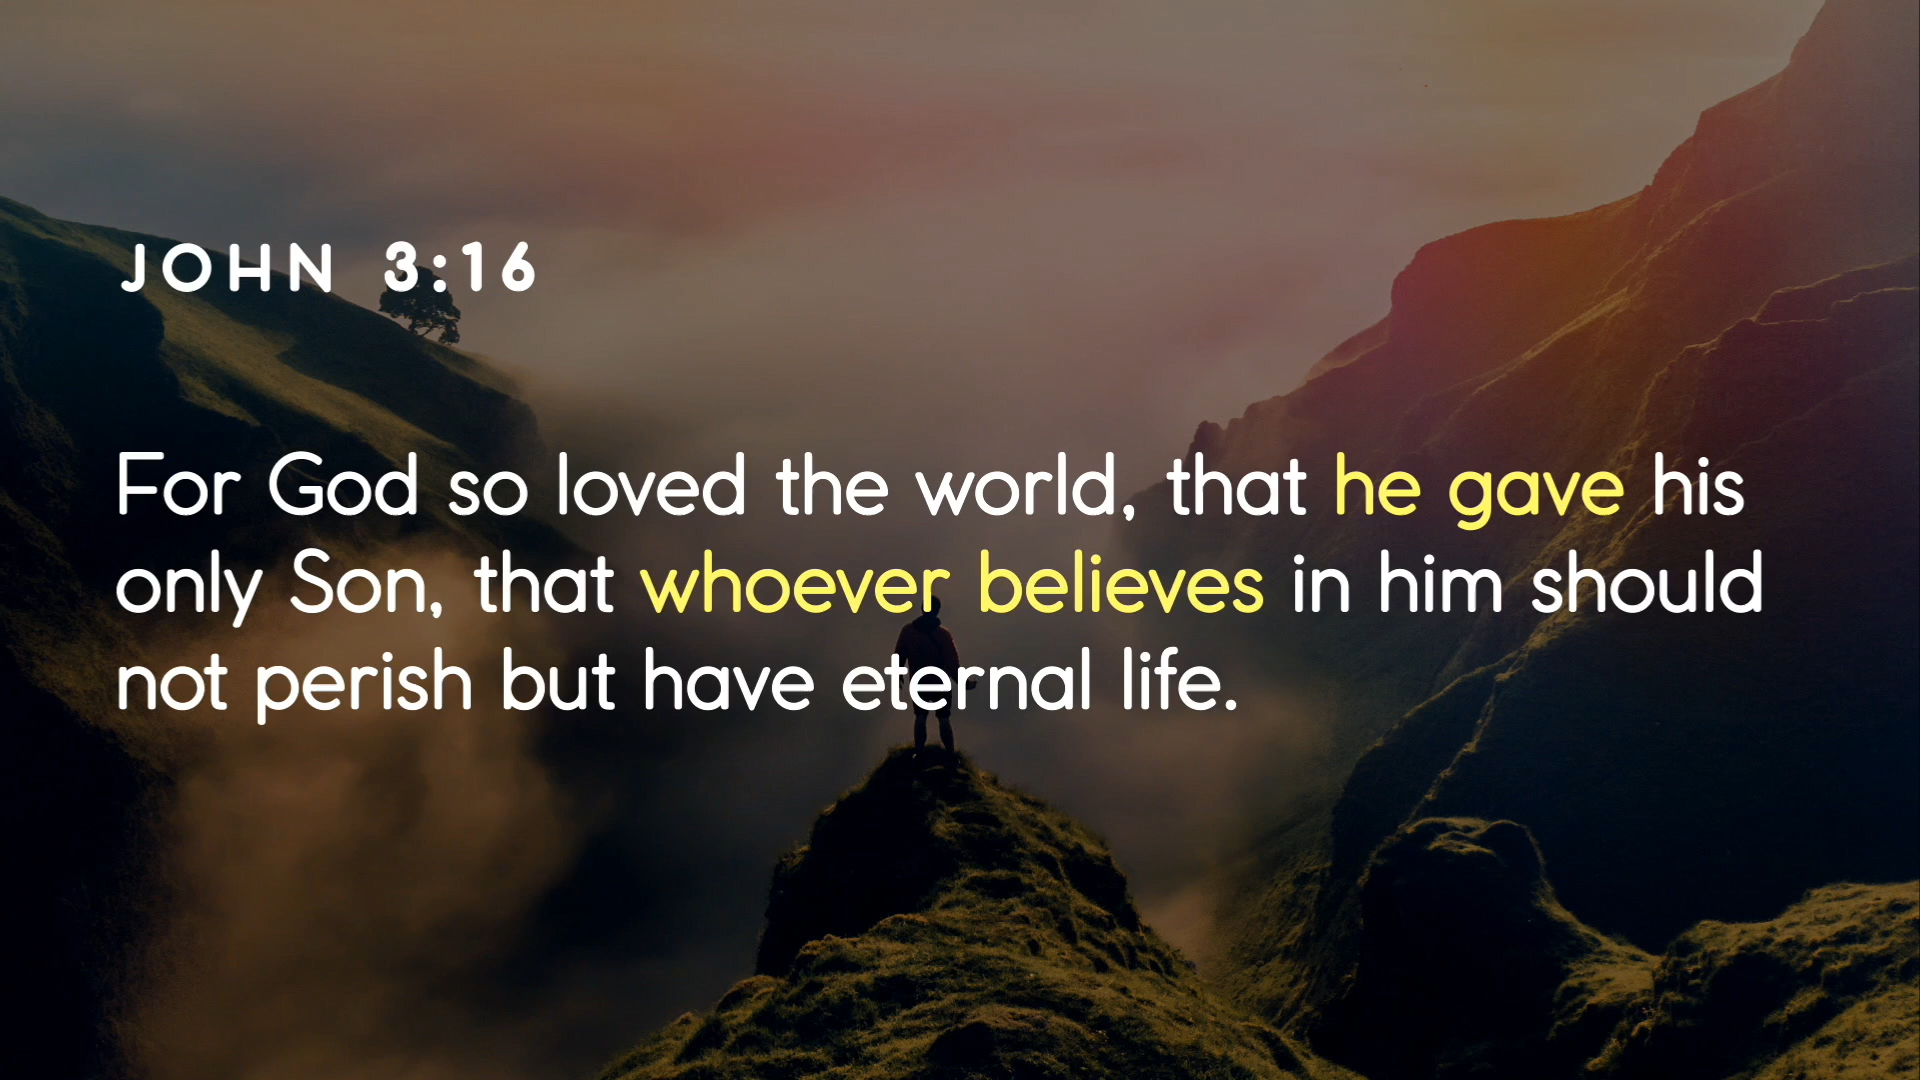 JOHN 3:16
For God so loved the world, that he gave his
only Son, that whoever believes in him should
not perish but have eternal life.